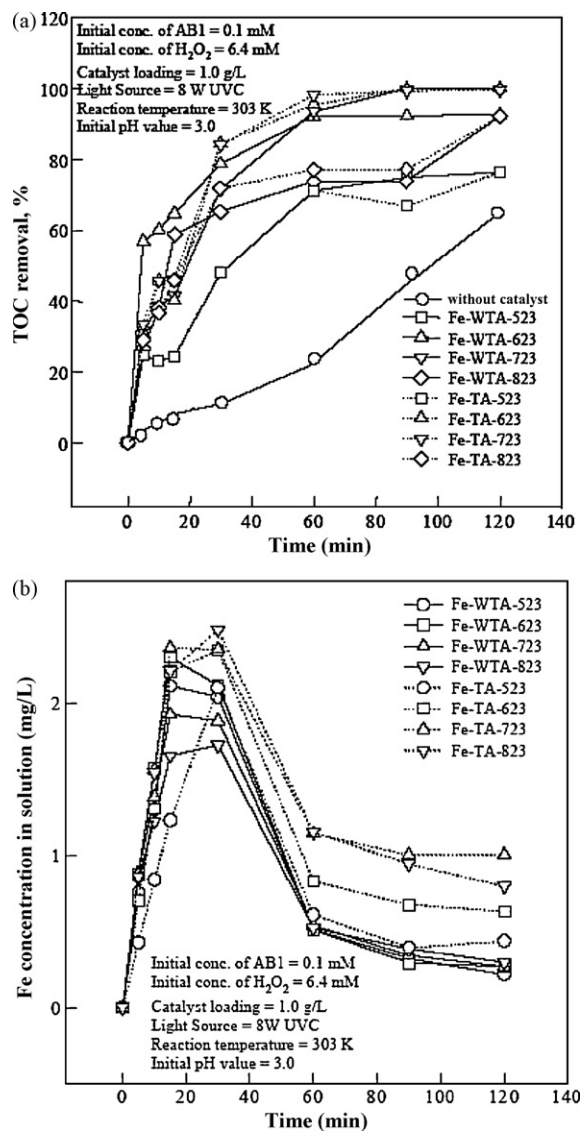 (a)
120
100
80
60
40
20
0
TOC removal, %
Initial conc. of AB1 = 0.1 mM
Initial conc. of H₂O₂ = 6.4 mM
Catalyst loading = 1.0 g/L
Light Source = 8 W UVC
Reaction temperature = 303 K
Initial pH value = 3.0
without catalyst
Fe-WTA-523
Fe-WTA-623
Fe-WTA-723
Fe-WTA-823
Fe-TA-523
Fe-TA-623
Fe-TA-723
Fe-TA-823
0 20 40 60 80 100 120 140
Time (min)
(b)
2
1
0
Fe concentration in solution (mg/L)
Fe-WTA-523
Fe-WTA-623
Fe-WTA-723
Fe-WTA-823
Fe-TA-523
Fe-TA-623
Fe-TA-723
Fe-TA-823
Initial conc. of AB1 = 0.1 mM
Initial conc. of H₂O₂ = 6.4 mM
Catalyst loading = 1.0 g/L
Light Source = 8W UVC
Reaction temperature = 303 K
Initial pH value = 3.0
0 20 40 60 80 100 120 140
Time (min)